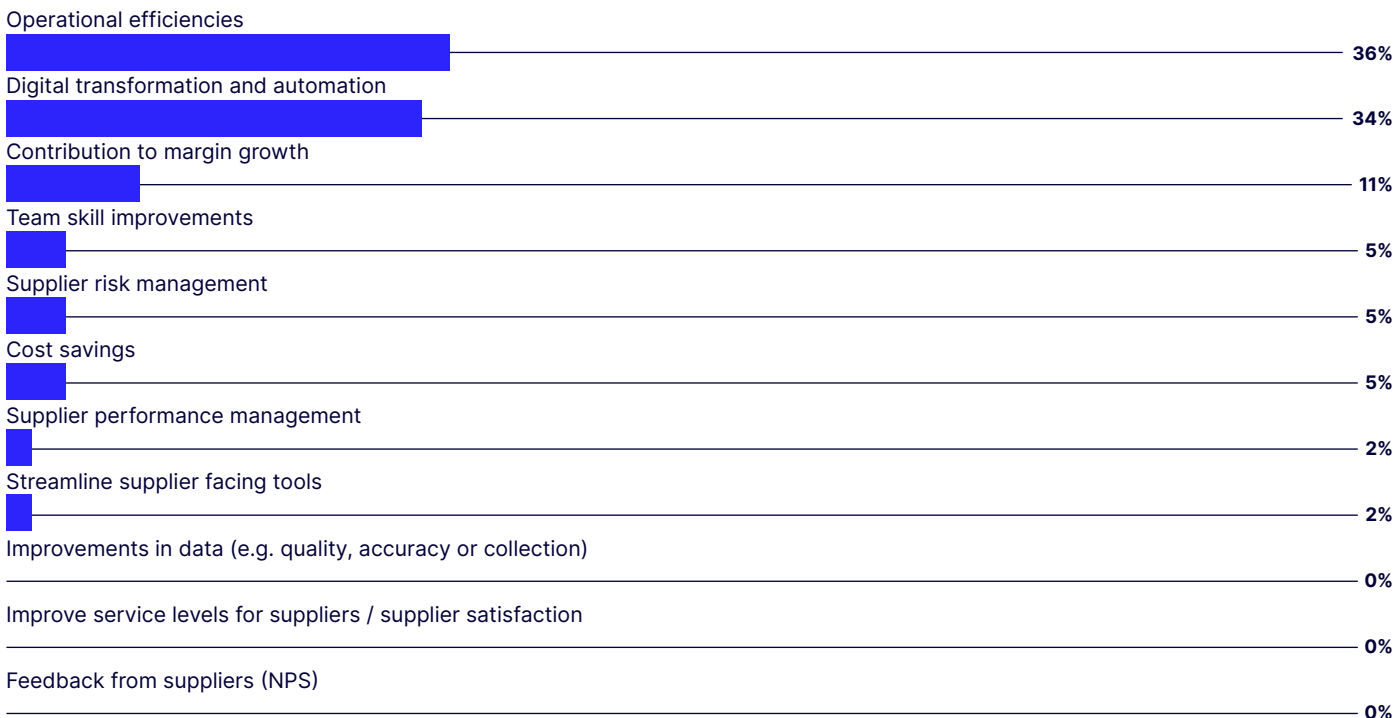 Operational efficiencies
36%
Digital transformation and automation
34%
Contribution to margin growth
11%
Team skill improvements
5%
Supplier risk management
5%
Cost savings
5%
Supplier performance management
2%
Streamline supplier facing tools
2%
Improvements in data (e.g. quality, accuracy or collection)
0%
Improve service levels for suppliers / supplier satisfaction
0%
Feedback from suppliers (NPS)
0%